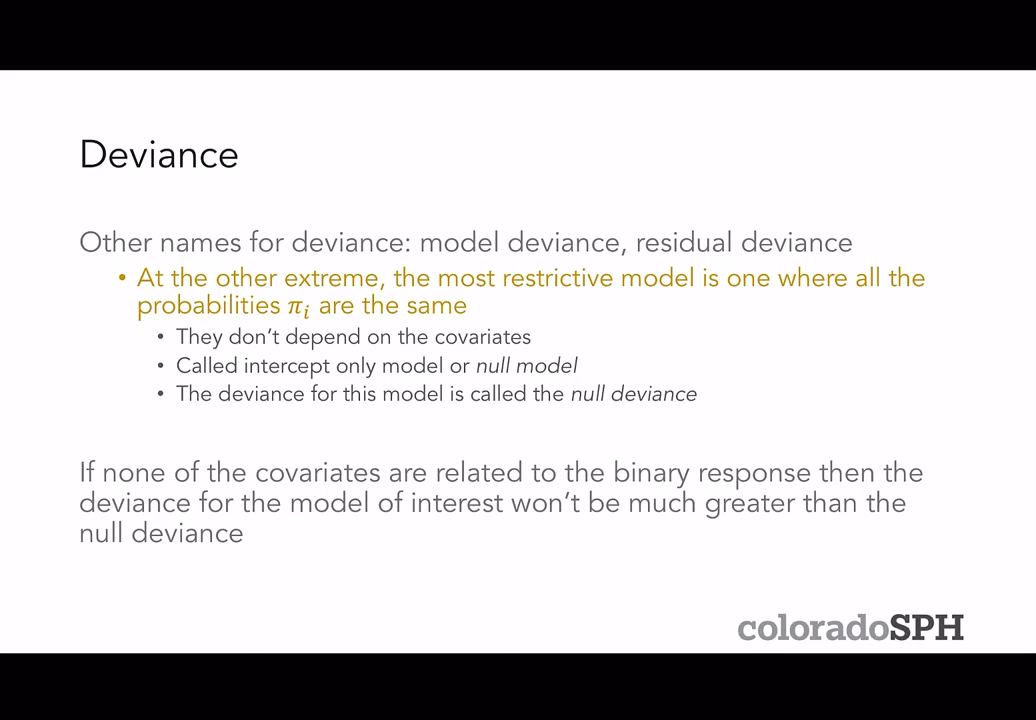 Deviance
Other names for deviance: model deviance, residual deviance
• At the other extreme, the most restrictive model is one where all the
probabilities πᵢ are the same
• They don’t depend on the covariates
• Called intercept only model or null model
• The deviance for this model is called the null deviance
If none of the covariates are related to the binary response then the
deviance for the model of interest won’t be much greater than the
null deviance
coloradoSPH